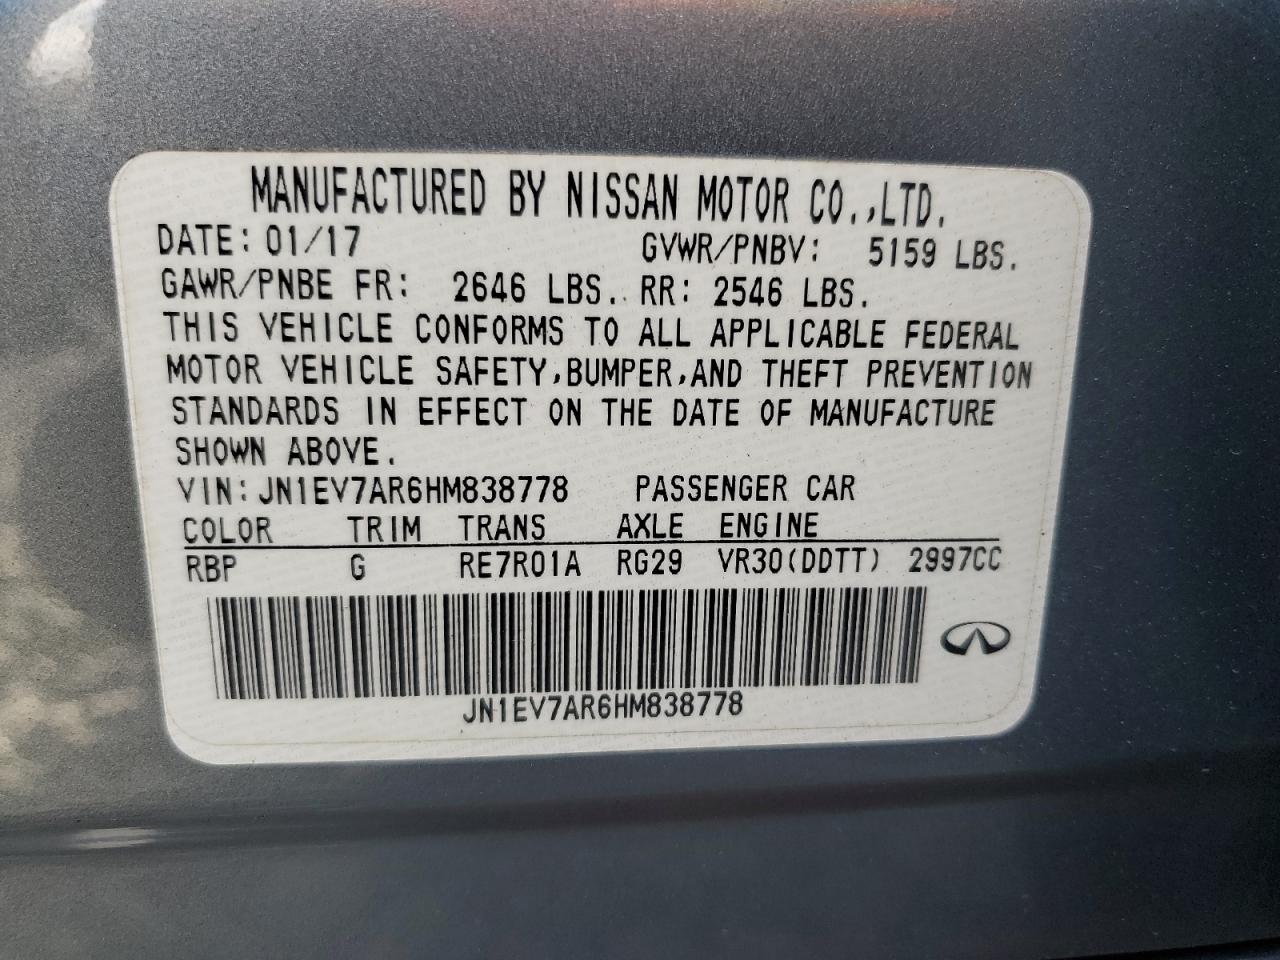 MANUFACTURED BY NISSAN MOTOR CO.,LTD.
DATE: 01/17 GVWR/PNBV: 5159 LBS.
GAWR/PNBE FR: 2646 LBS. RR: 2546 LBS.
THIS VEHICLE CONFORMS TO ALL APPLICABLE FEDERAL
MOTOR VEHICLE SAFETY,BUMPER,AND THEFT PREVENTION
STANDARDS IN EFFECT ON THE DATE OF MANUFACTURE
SHOWN ABOVE.
VIN: JN1EV7AR6HM838778 PASSENGER CAR
COLOR TRIM TRANS AXLE ENGINE
RBP G RE7R01A RG29 VR30(DDTT) 2997CC
JN1EV7AR6HM838778